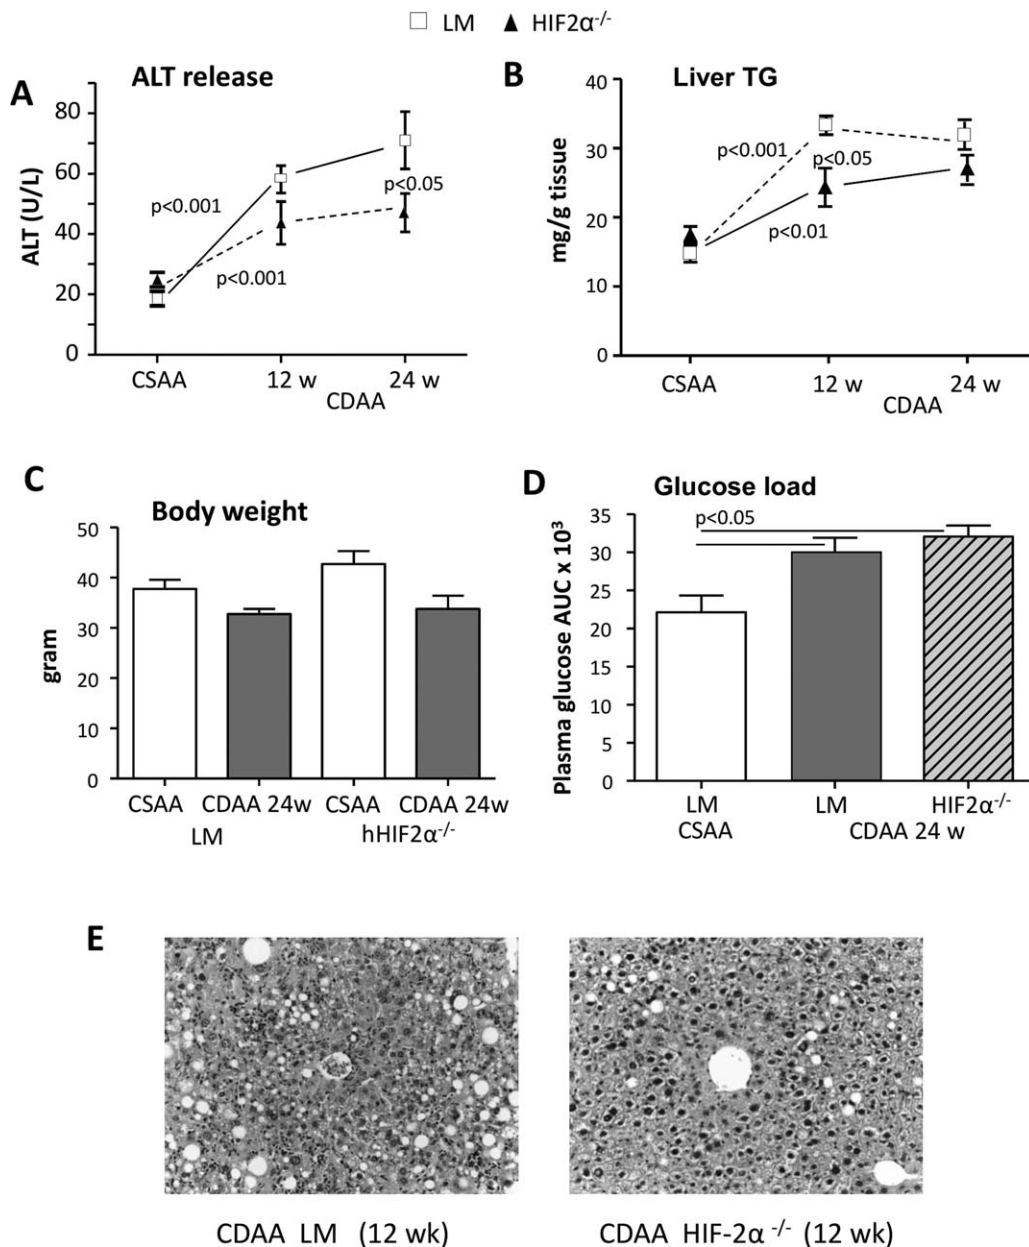 LM HIF2α-/-
A
ALT release
ALT (U/L)
80
60
40
20
0
p<0.001
p<0.05
p<0.001
CSAA 12 w 24 w
CDAA
B
Liver TG
mg/g tissue
40
30
20
10
0
p<0.001
p<0.05
p<0.01
CSAA 12 w 24 w
CDAA
C
Body weight
gram
50
40
30
20
10
0
CSAA CDAA 24w CSAA CDAA 24w
LM hHIF2α-/-
D
Glucose load
p<0.05
Plasma glucose AUC x 10³
35
30
25
20
15
10
5
0
LM LM HIF2α-/-
CSAA CDAA 24 w
E
CDAA LM (12 wk) CDAA HIF-2α -/- (12 wk)